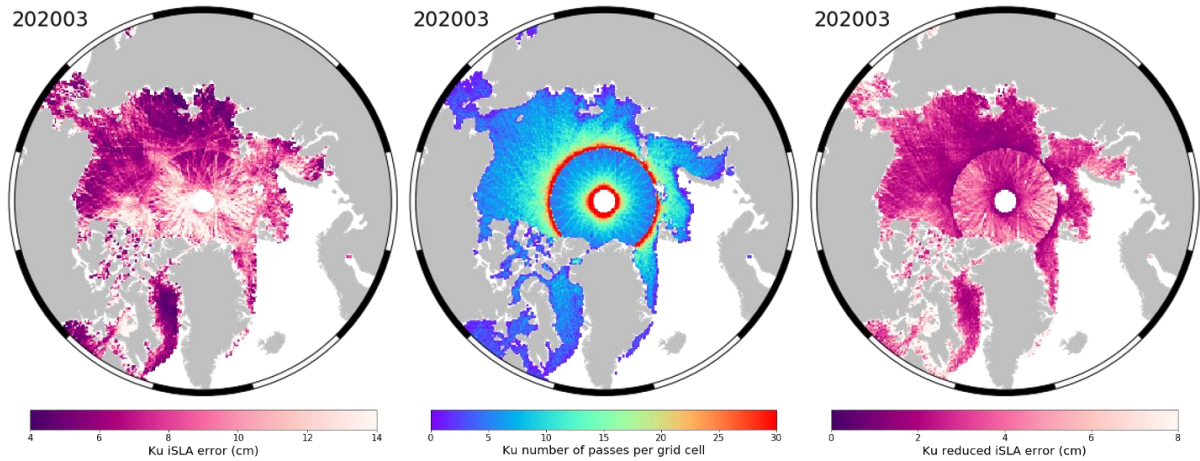 202003
202003
202003
4 6 8 10 12 14
Ku iSLA error (cm)
0 5 10 15 20 25 30
Ku number of passes per grid cell
0 2 4 6 8
Ku reduced iSLA error (cm)